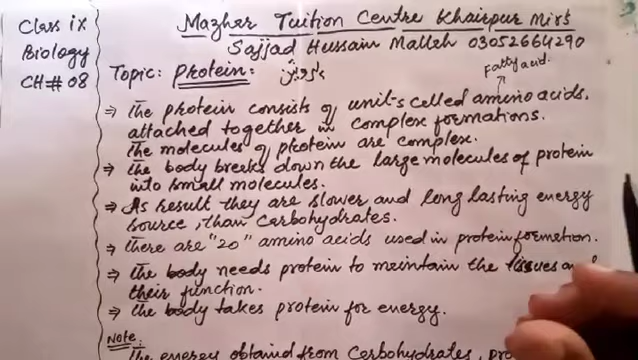 Class ix
Biology
CH# 08
Mazhar Tuition Centre Khairpur Mir's
Sajjad Hussain Mallah 03052664290
Topic: Protein:
Fatty acid.
⇒ The protein consists of units called amino acids.
attached together in complex formations.
The molecules of protein are complex.
⇒ the body breaks down the large molecules of protein
into small molecules.
⇒ As result they are slower and long lasting energy
source, than carbohydrates.
⇒ there are "20" amino acids used in protein formation.
⇒ the body needs protein to maintain the tissues and
their function.
⇒ the body takes protein for energy.
Note:
the energy obtained from Carbohydrates,